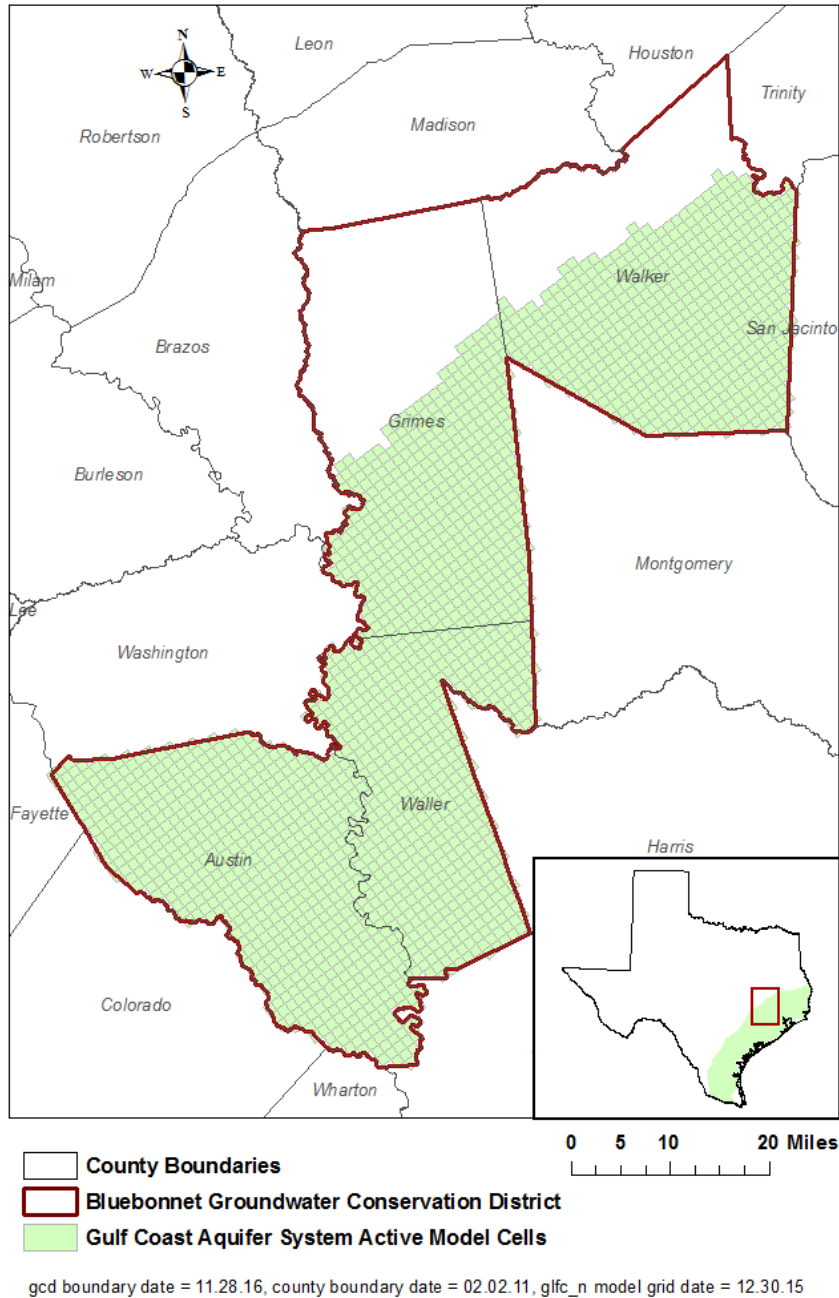 Leon
Houston
N
W E
S
Trinity
Madison
Robertson
Walker
Milam
San Jacinto
Brazos
Grimes
Burleson
Montgomery
Lee
Washington
Fayette
Waller
Harris
Austin
Colorado
Wharton
0 5 10 20 Miles
County Boundaries
Bluebonnet Groundwater Conservation District
Gulf Coast Aquifer System Active Model Cells
gcd boundary date = 11.28.16, county boundary date = 02.02.11, glfc_n model grid date = 12.30.15